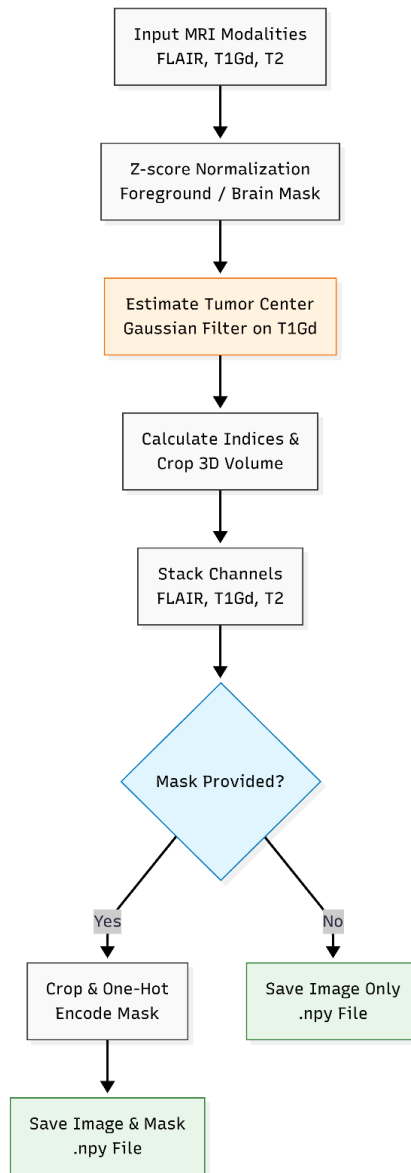 Input MRI Modalities
FLAIR, T1Gd, T2
Z-score Normalization
Foreground / Brain Mask
Estimate Tumor Center
Gaussian Filter on T1Gd
Calculate Indices &
Crop 3D Volume
Stack Channels
FLAIR, T1Gd, T2
Mask Provided?
Yes
No
Crop & One-Hot
Encode Mask
Save Image Only
.npy File
Save Image & Mask
.npy File